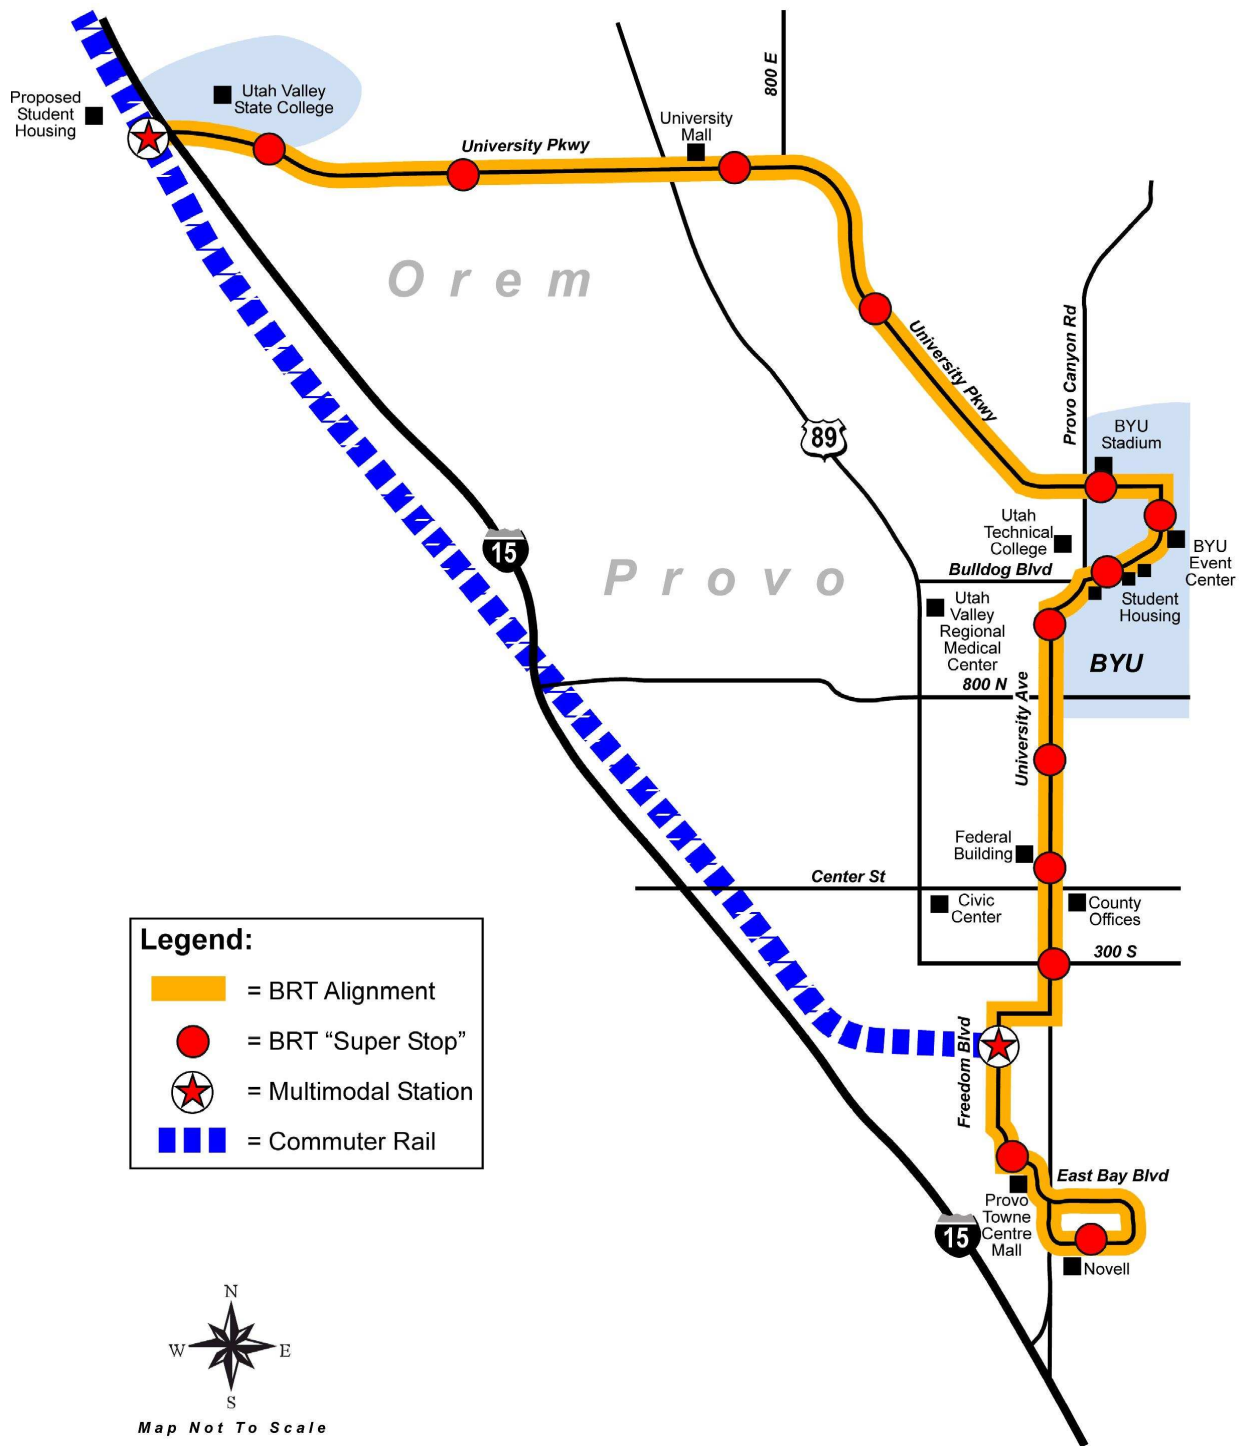 800 E
Utah Valley
State College
Proposed
Student
Housing
University
Mall
University Pkwy
Orem
University Pkwy
Provo Canyon Rd
BYU
Stadium
89
Utah
Technical
College
15
BYU
Event
Center
Bulldog Blvd
Provo
Student
Housing
Utah
Valley
Regional
Medical
Center
BYU
800 N
University Ave
Federal
Building
Center St
Civic
Center
County
Offices
300 S
Legend:
= BRT Alignment
= BRT “Super Stop”
= Multimodal Station
= Commuter Rail
Freedom Blvd
East Bay Blvd
Provo
Towne
Centre
Mall
15
Novell
N
W
E
S
Map Not To Scale